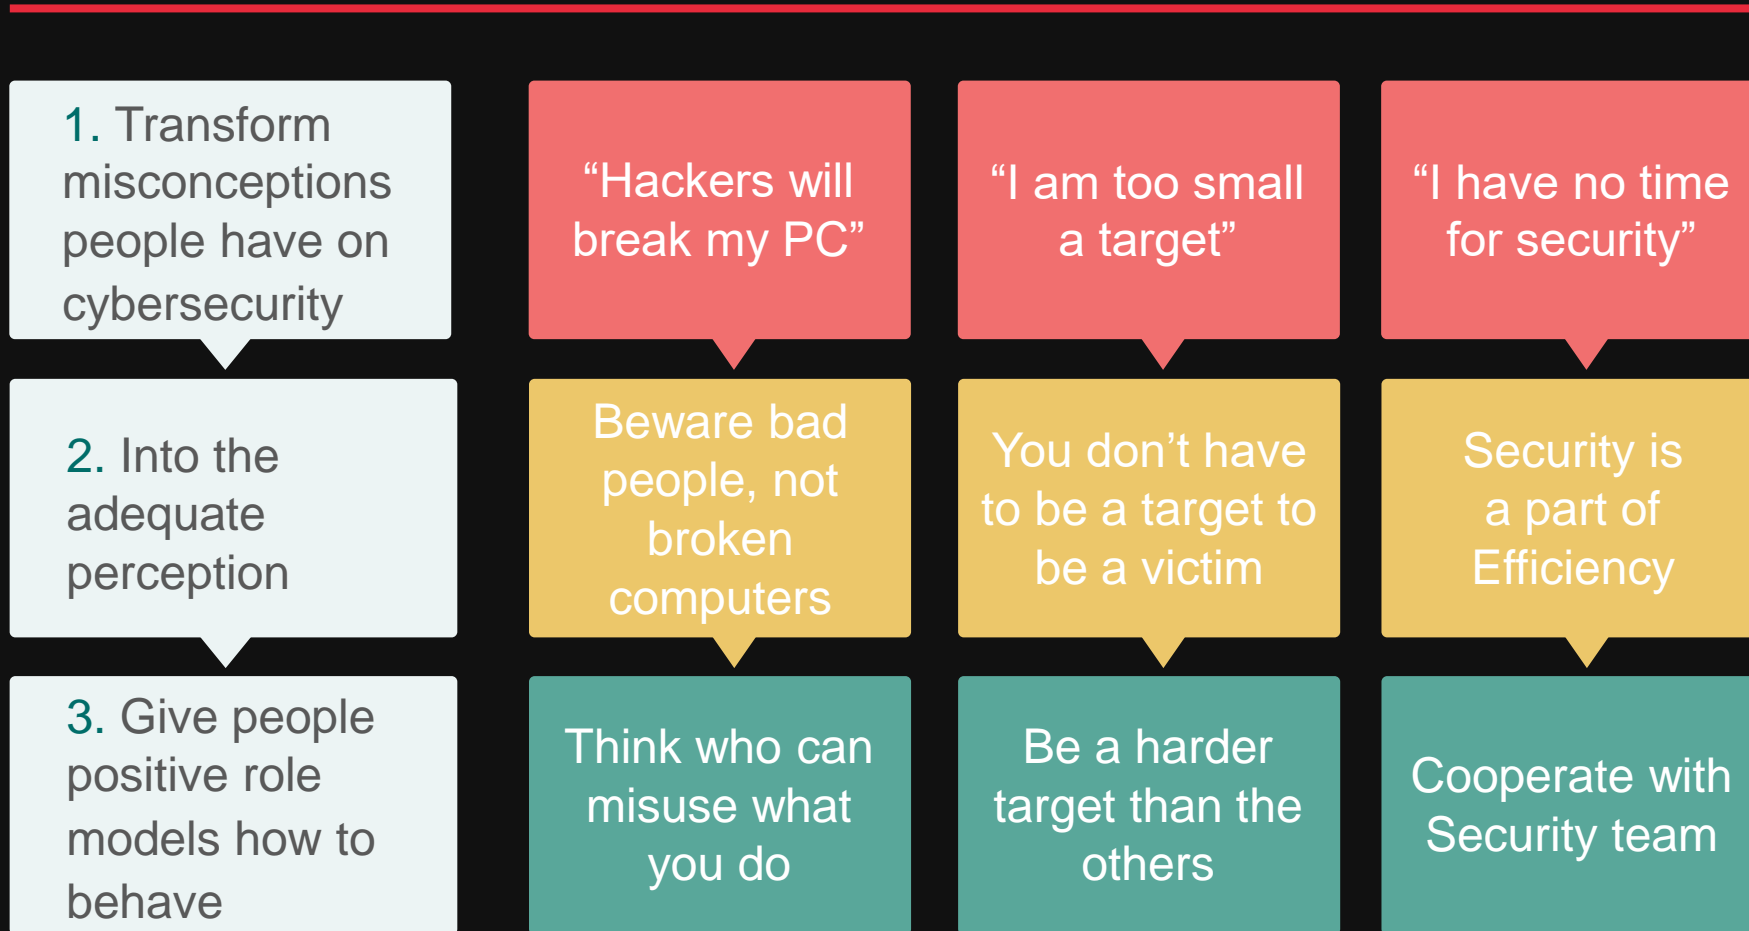 1. Transform
misconceptions
people have on
cybersecurity
“Hackers will
break my PC”
“I am too small
a target”
“I have no time
for security”
2. Into the
adequate
perception
Beware bad
people, not
broken
computers
You don’t have
to be a target to
be a victim
Security is
a part of
Efficiency
3. Give people
positive role
models how to
behave
Think who can
misuse what
you do
Be a harder
target than the
others
Cooperate with
Security team